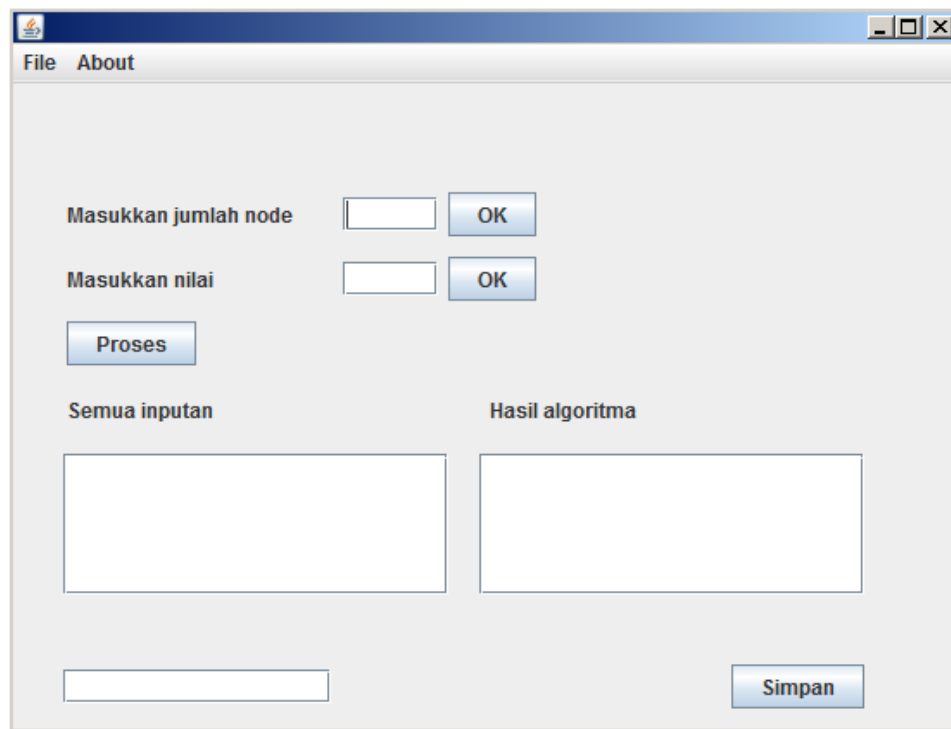 File About
Masukkan jumlah node OK
Masukkan nilai OK
Proses
Semua inputan Hasil algoritma
Simpan